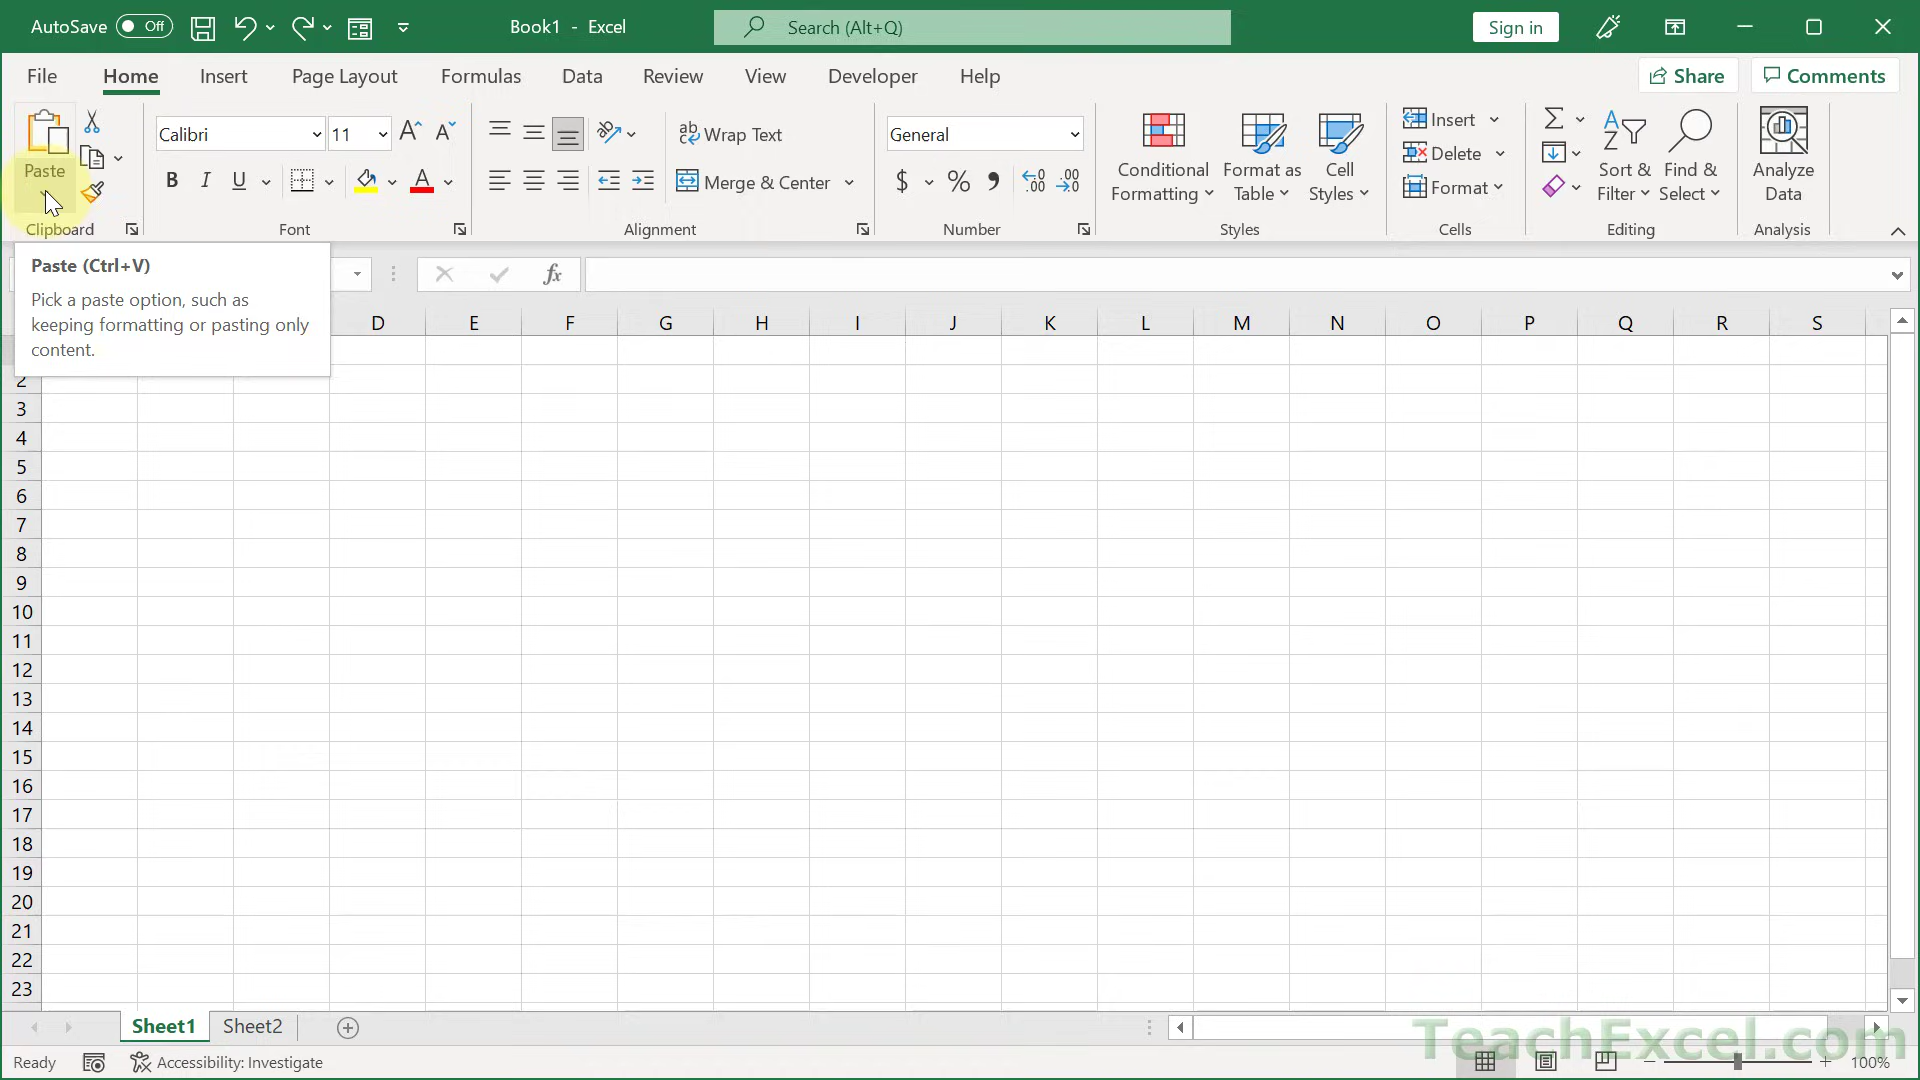 AutoSave Off Book1 - Excel Search (Alt+Q) Sign in
File Home Insert Page Layout Formulas Data Review View Developer Help Share Comments
Calibri 11 A A ab Wrap Text General Insert
Conditional Format as Cell Delete Sort & Find & Analyze
Paste B I U A Merge & Center $ % 9 .00 .00 Formatting Table Styles Format Filter Select Data
Clipboard Font Alignment Number Styles Cells Editing Analysis
Paste (Ctrl+V)
fx
Pick a paste option, such as
keeping formatting or pasting only
content.
D E F G H I J K L M N O P Q R S
2
3
4
5
6
7
8
9
10
11
12
13
14
15
16
17
18
19
20
21
22
23
Sheet1 Sheet2
TeachExcel.com
Ready Accessibility: Investigate 100%